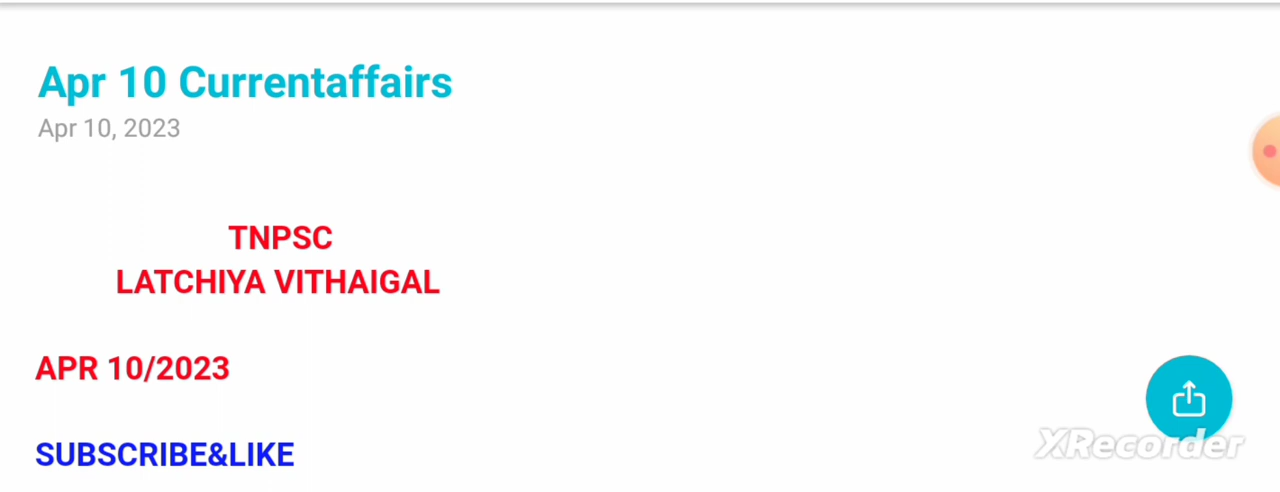 Apr 10 Currentaffairs
Apr 10, 2023
TNPSC
LATCHIYA VITHAIGAL
APR 10/2023
SUBSCRIBE&LIKE
XRecorder